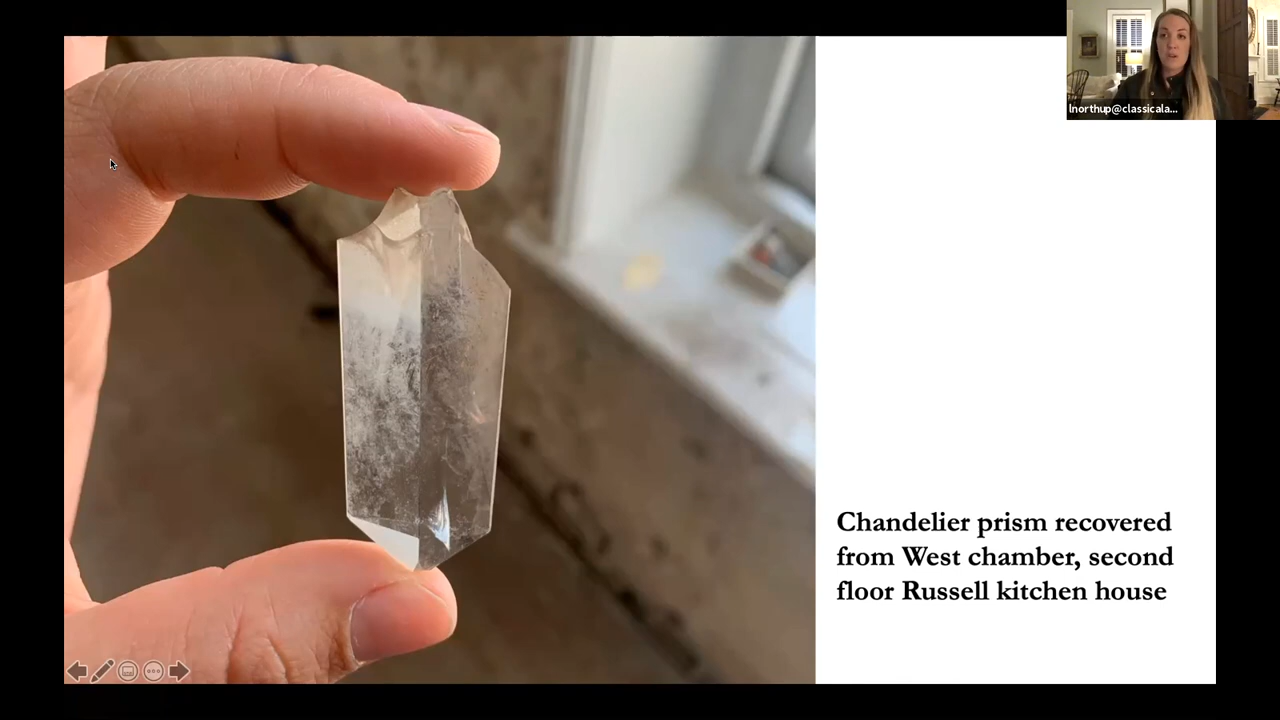 lnorthup@classicala...
Chandelier prism recovered
from West chamber, second
floor Russell kitchen house